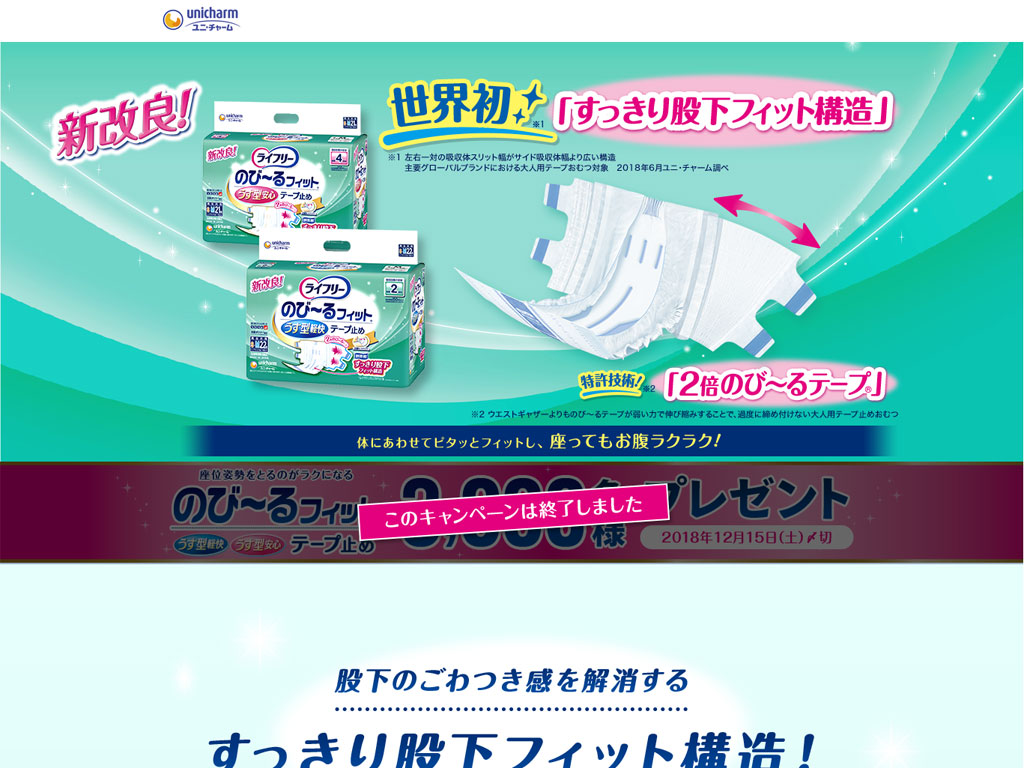 unicharm
ユニ・チャーム
新改良!
世界初 ※1
「すっきり股下フィット構造」
※1 左右一対の吸収体スリット幅がサイド吸収体幅より広い構造
主要グローバルブランドにおける大人用テープおむつ対象 2018年6月ユニ・チャーム調べ
unicharm
新改良!
ライフリー
のび〜るフィット
うす型安心 テープ止め
unicharm
新改良!
ライフリー
のび〜るフィット
うす型軽快 テープ止め
すっきり股下
フィット構造
特許技術! ※2
「2倍のび〜るテープ®」
※2 ウエストギャザーよりものび〜るテープが弱い力で伸び縮みすることで、過度に締め付けない大人用テープ止めおむつ
体にあわせてピタッとフィットし、座ってもお腹ラクラク!
座位姿勢をとるのがラクになる
のび〜るフィッ
うす型軽快 うす型安心 テープ止め
様
プレゼント
2018年12月15日(土)〆切
このキャンペーンは終了しました
股下のごわつき感を解消する
すっきり股下フィット構造!